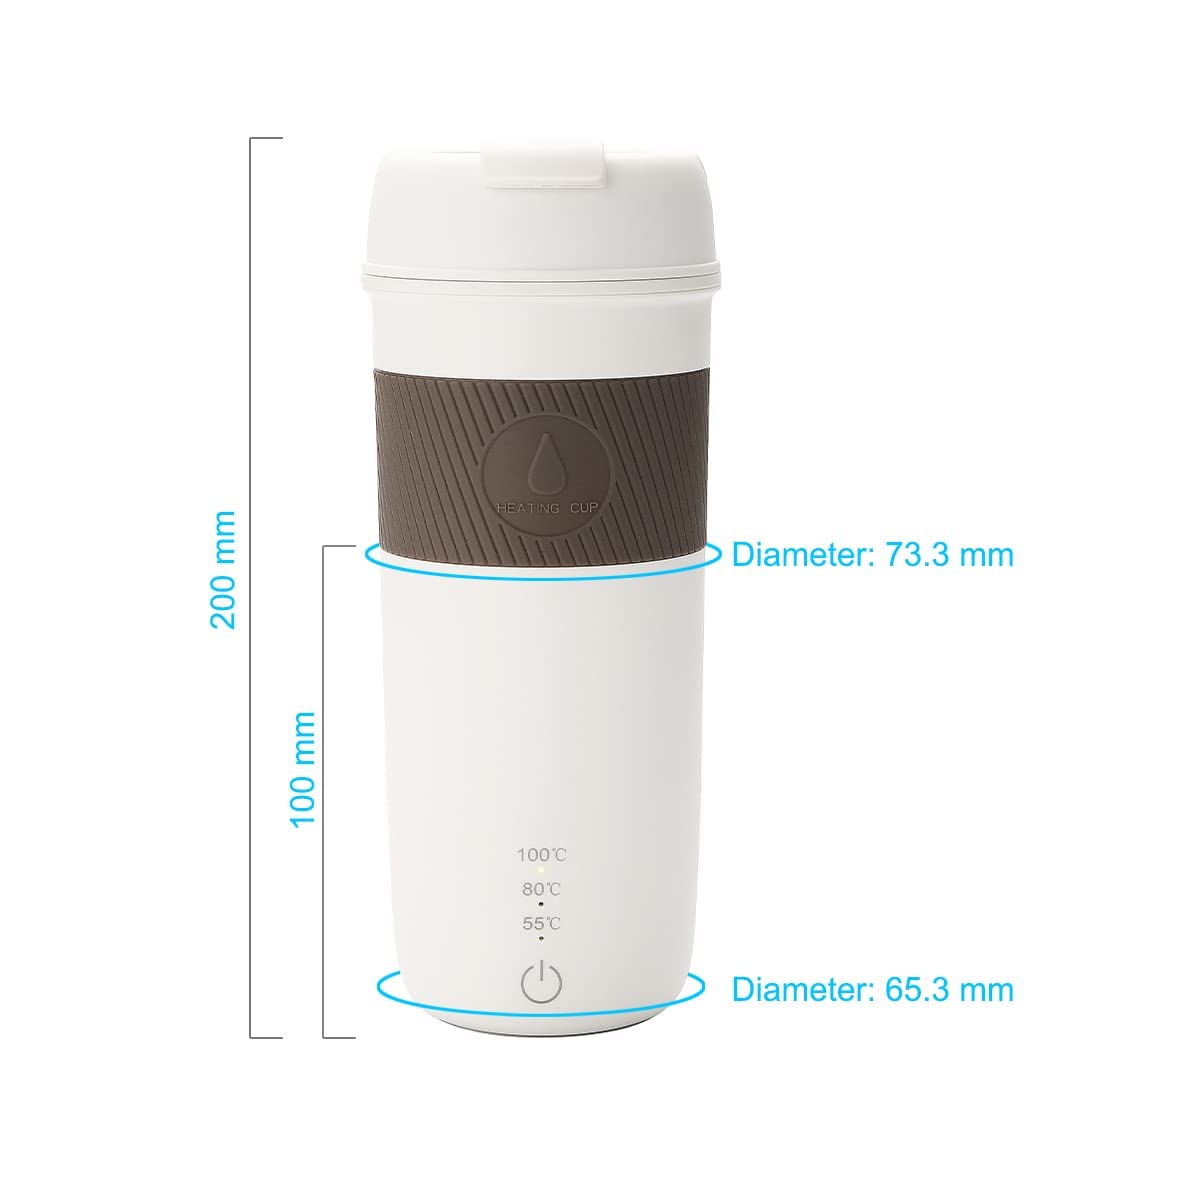 HEATING CUP
200 mm
Diameter: 73.3 mm
100 mm
100℃
80℃
55℃
Diameter: 65.3 mm